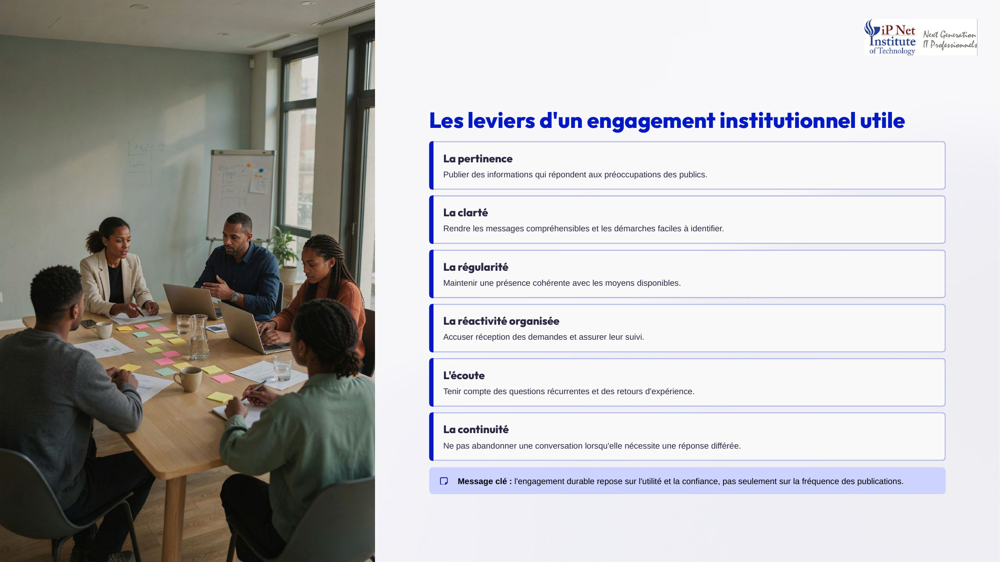 iP Net
Institute
of Technology
Next Generation
IT Professionnels
Les leviers d'un engagement institutionnel utile
La pertinence
Publier des informations qui répondent aux préoccupations des publics.
La clarté
Rendre les messages compréhensibles et les démarches faciles à identifier.
La régularité
Maintenir une présence cohérente avec les moyens disponibles.
La réactivité organisée
Accuser réception des demandes et assurer leur suivi.
L'écoute
Tenir compte des questions récurrentes et des retours d'expérience.
La continuité
Ne pas abandonner une conversation lorsqu'elle nécessite une réponse différée.
Message clé : l'engagement durable repose sur l'utilité et la confiance, pas seulement sur la fréquence des publications.